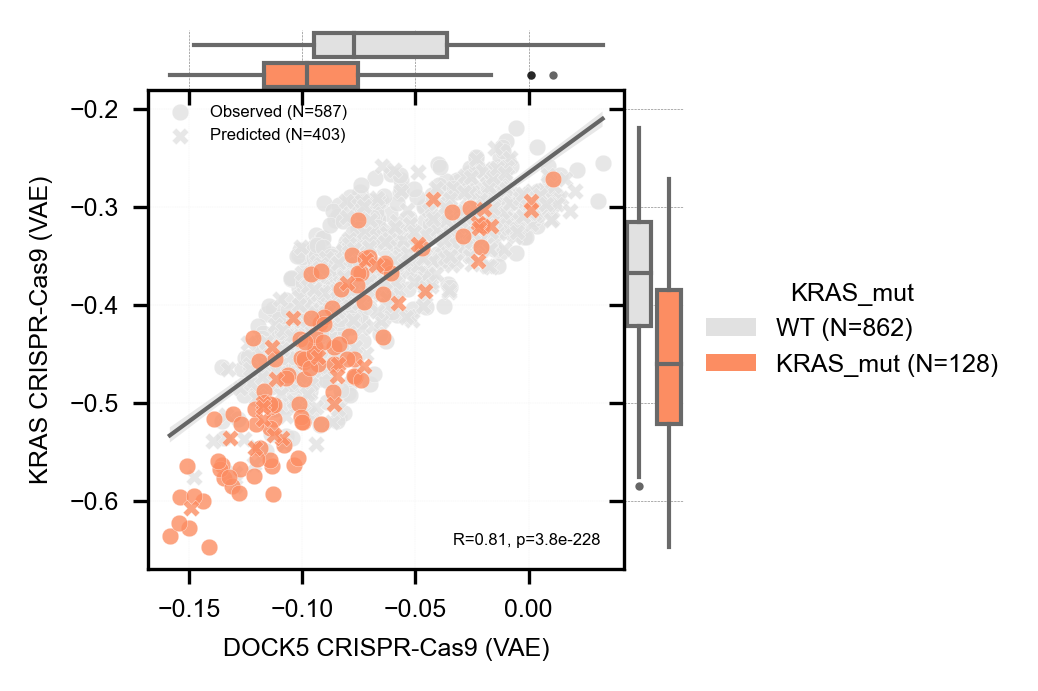 Observed (N=587)
Predicted (N=403)
−0.2
−0.3
−0.4
−0.5
−0.6
KRAS CRISPR-Cas9 (VAE)
R=0.81, p=3.8e-228
−0.15
−0.10
−0.05
0.00
DOCK5 CRISPR-Cas9 (VAE)
KRAS_mut
WT (N=862)
KRAS_mut (N=128)